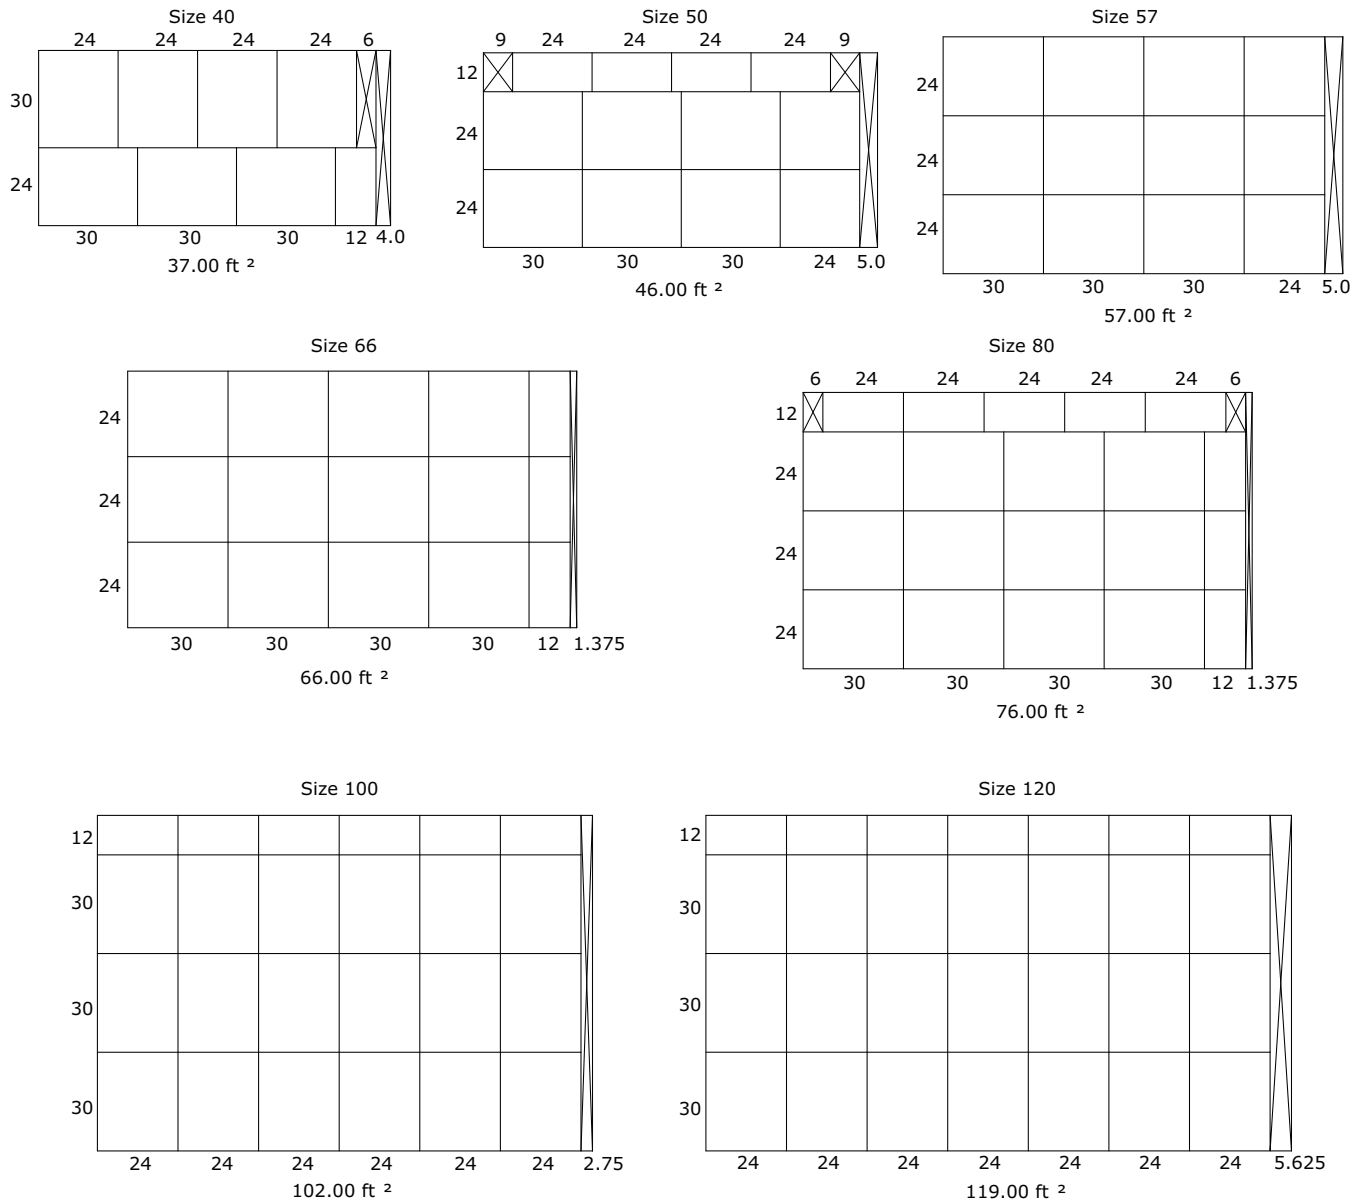 Size 40
24 24 24 24 6
30
24
30 30 30 12 4.0
37.00 ft ²
Size 50
9 24 24 24 24 9
12
24
24
30 30 30 24 5.0
46.00 ft ²
Size 57
24
24
24
30 30 30 24 5.0
57.00 ft ²
Size 66
24
24
24
30 30 30 30 12 1.375
66.00 ft ²
Size 80
6 24 24 24 24 24 6
12
24
24
24
30 30 30 30 12 1.375
76.00 ft ²
Size 100
12
30
30
30
24 24 24 24 24 24 2.75
102.00 ft ²
Size 120
12
30
30
30
24 24 24 24 24 24 24 5.625
119.00 ft ²